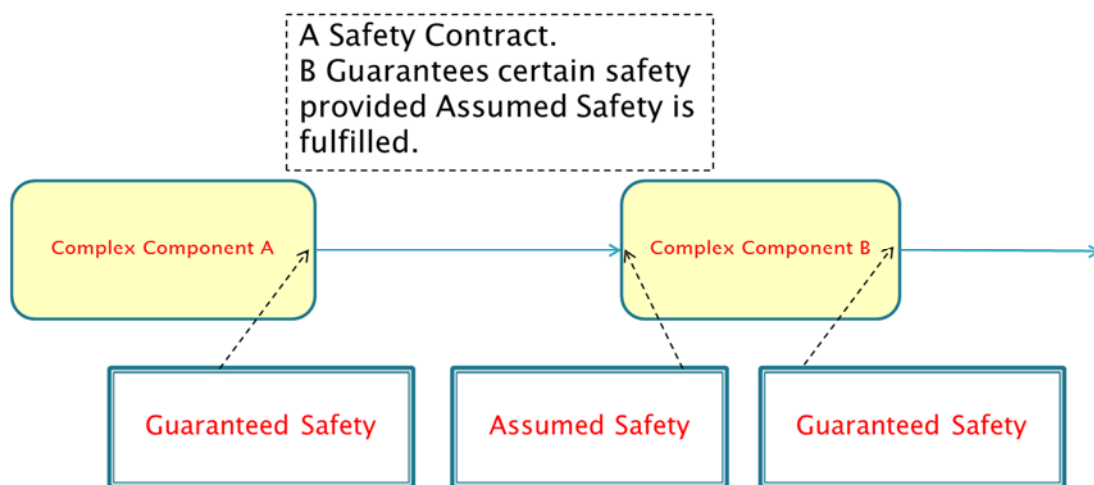 A Safety Contract.
B Guarantees certain safety
provided Assumed Safety is
fulfilled.
Complex Component A
Complex Component B
Guaranteed Safety
Assumed Safety
Guaranteed Safety